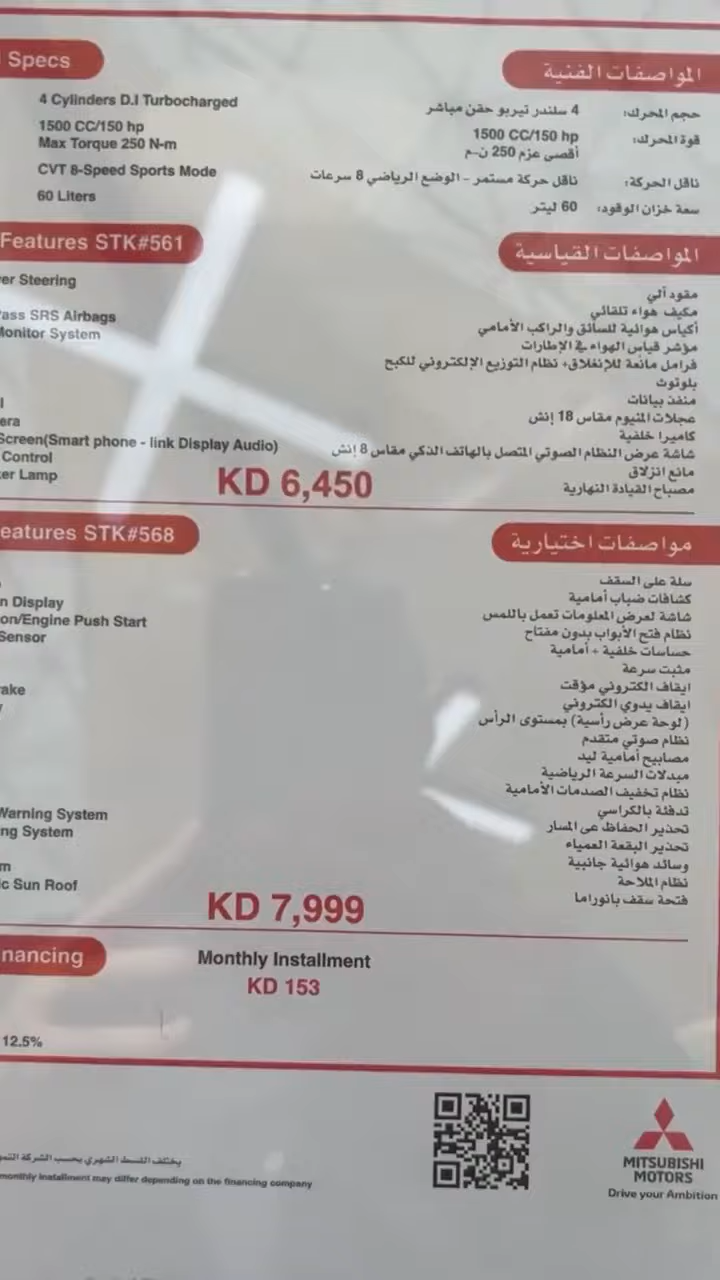 Specs
المواصفات الفنية
4 Cylinders D.I Turbocharged
حجم المحرك: 4 سلندر تيربو حقن مباشر
1500 CC/150 hp
قوة المحرك: 1500 CC/150 hp
Max Torque 250 N-m
أقصى عزم 250 ن-م
CVT 8-Speed Sports Mode
ناقل الحركة: ناقل حركة مستمر - الوضع الرياضي 8 سرعات
60 Liters
سعة خزان الوقود: 60 ليتر
Features STK#561
المواصفات القياسية
er Steering
ass SRS Airbags
Monitor System
l
era
Screen(Smart phone - link Display Audio)
Control
er Lamp
مقود آلي
مكيف هواء تلقائي
أكياس هوائية للسائق والراكب الأمامي
مؤشر قياس الهواء في الإطارات
فرامل مانعة للإنغلاق+ نظام التوزيع الإلكتروني للكبح
بلوتوث
منفذ بيانات
عجلات المنيوم مقاس 18 إنش
كاميرا خلفية
شاشة عرض النظام الصوتي المتصل بالهاتف الذكي مقاس 8 إنش
مانع انزلاق
مصباح القيادة النهارية
KD 6,450
eatures STK#568
مواصفات اختيارية
n Display
on/Engine Push Start
Sensor
ake
Warning System
ng System
m
c Sun Roof
سلة على السقف
كشافات ضباب أمامية
شاشة لعرض المعلومات تعمل باللمس
نظام فتح الأبواب بدون مفتاح
حساسات خلفية + أمامية
مثبت سرعة
ايقاف الكتروني مؤقت
ايقاف يدوي الكتروني
(لوحة عرض رأسية) بمستوى الرأس
نظام صوتي متقدم
مصابيح أمامية ليد
مبدلات السرعة الرياضية
نظام تخفيف الصدمات الأمامية
تدفئة بالكراسي
تحذير الحفاظ عى المسار
تحذير البقعة العمياء
وسائد هوائية جانبية
نظام الملاحة
فتحة سقف بانوراما
KD 7,999
nancing
Monthly Installment
KD 153
12.5%
يختلف القسط الشهري بحسب الشركة التمو
monthly installment may differ depending on the financing company
MITSUBISHI
MOTORS
Drive your Ambition